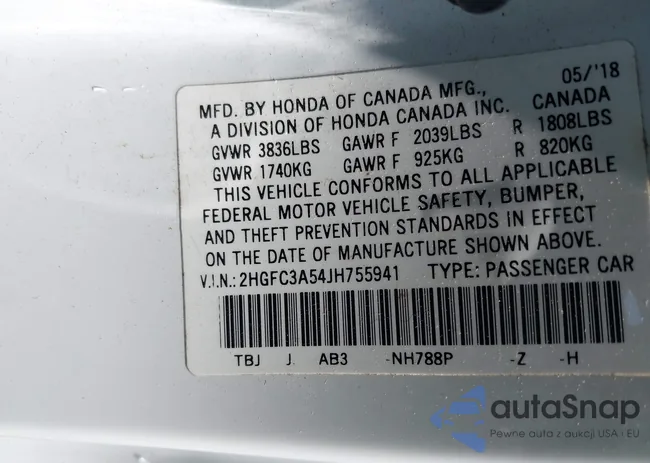 MFD. BY HONDA OF CANADA MFG., 05/'18
A DIVISION OF HONDA CANADA INC. CANADA
GVWR 3836LBS GAWR F 2039LBS R 1808LBS
GVWR 1740KG GAWR F 925KG R 820KG
THIS VEHICLE CONFORMS TO ALL APPLICABLE
FEDERAL MOTOR VEHICLE SAFETY, BUMPER,
AND THEFT PREVENTION STANDARDS IN EFFECT
ON THE DATE OF MANUFACTURE SHOWN ABOVE.
V.I.N.: 2HGFC3A54JH755941 TYPE: PASSENGER CAR
TBJ J AB3 -NH788P -Z -H
autaSnap
Pewne auta z aukcji USA i EU